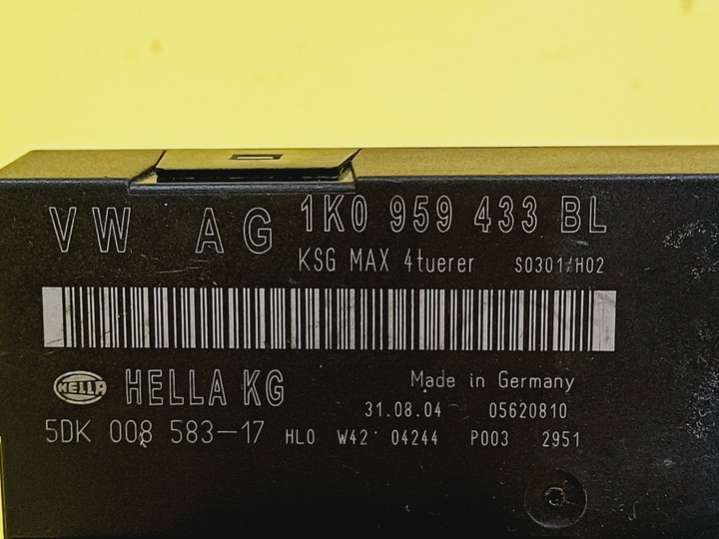 VW AG 1K0 959 433 BL
KSG MAX 4tuerer S0301/H02
HELLA HELLA KG Made in Germany
31.08.04 05620810
5DK 008 583-17 HL0 W42 04244 P003 2951